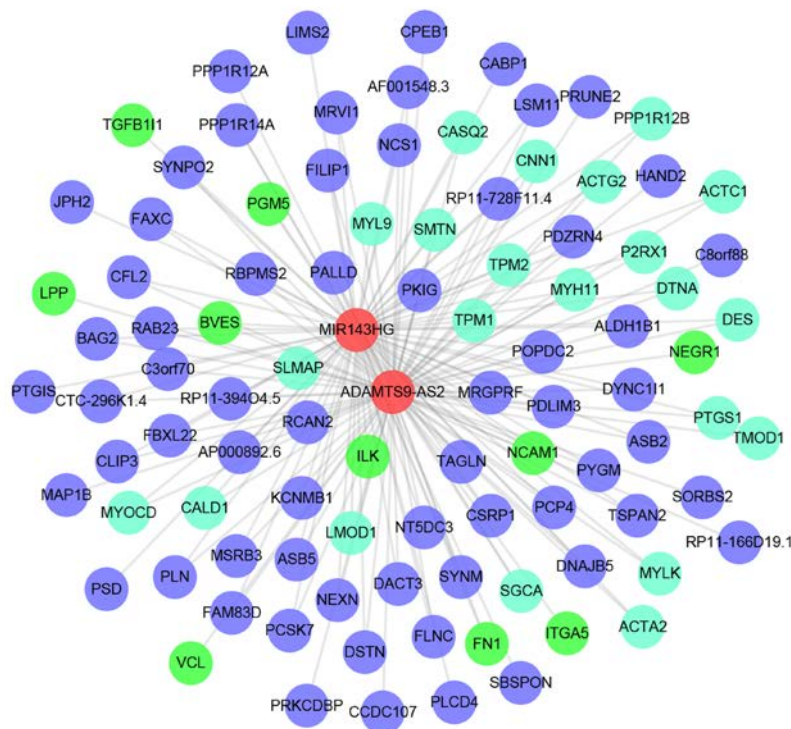 LIMS2
CPEB1
PPP1R12A
AF001548.3
CABP1
TGFB1I1
PPP1R14A
MRVI1
LSM11
PRUNE2
PPP1R12B
SYNPO2
FILIP1
NCS1
CASQ2
CNN1
HAND2
JPH2
FAXC
PGM5
MYL9
SMTN
RP11-728F11.4
ACTG2
ACTC1
PDZRN4
P2RX1
C8orf88
LPP
CFL2
RBPMS2
PALLD
PKIG
TPM2
MYH11
DTNA
BAG2
RAB23
BVES
MIR143HG
TPM1
ALDH1B1
DES
C3orf70
SLMAP
POPDC2
NEGR1
PTGIS
CTC-296K1.4
RP11-394O4.5
ADAMTS9-AS2
MRGPRF
DYNC1I1
PDLIM3
PTGS1
TMOD1
CLIP3
FBXL22
RCAN2
AP000892.6
ILK
TAGLN
NCAM1
ASB2
MAP1B
MYOCD
CALD1
KCNMB1
PYGM
SORBS2
LMOD1
NT5DC3
CSRP1
PCP4
TSPAN2
RP11-166D19.1
PSD
PLN
MSRB3
ASB5
DACT3
SYNM
DNAJB5
MYLK
FAM83D
NEXN
SGCA
PCSK7
DSTN
FLNC
FN1
ITGA5
ACTA2
VCL
PRKCDBP
CCDC107
PLCD4
SBSPON